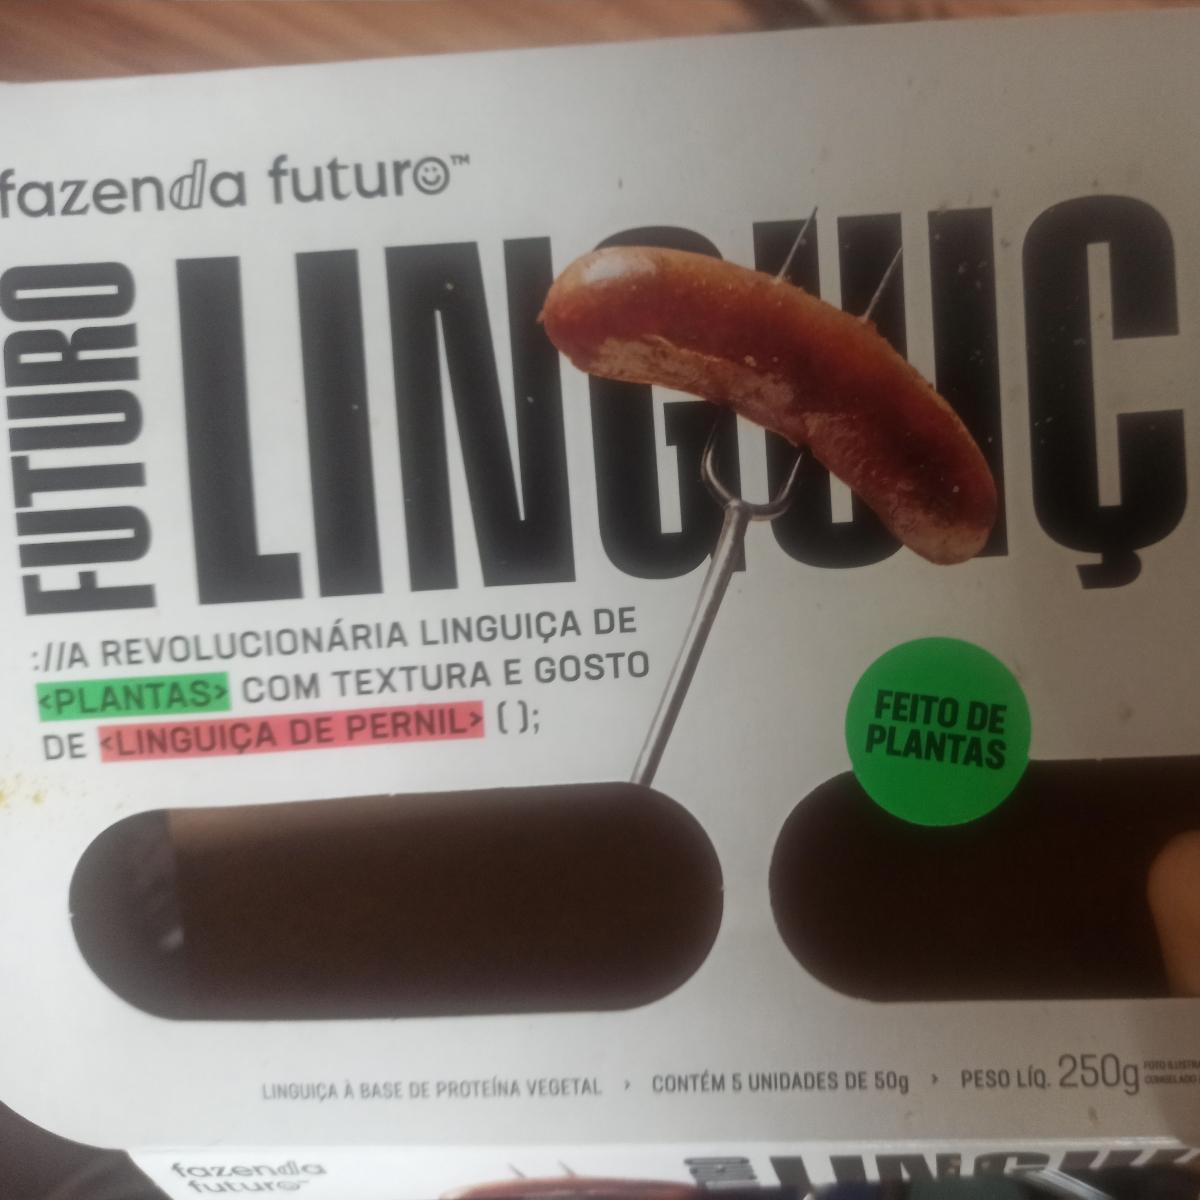 fazenda futuro™
FUTURO
LINGUIÇ
://A REVOLUCIONÁRIA LINGUIÇA DE
<PLANTAS> COM TEXTURA E GOSTO
DE <LINGUIÇA DE PERNIL> ( );
FEITO DE
PLANTAS
LINGUIÇA À BASE DE PROTEÍNA VEGETAL › CONTÉM 5 UNIDADES DE 50g › PESO LÍQ. 250g
fazenda
futuro